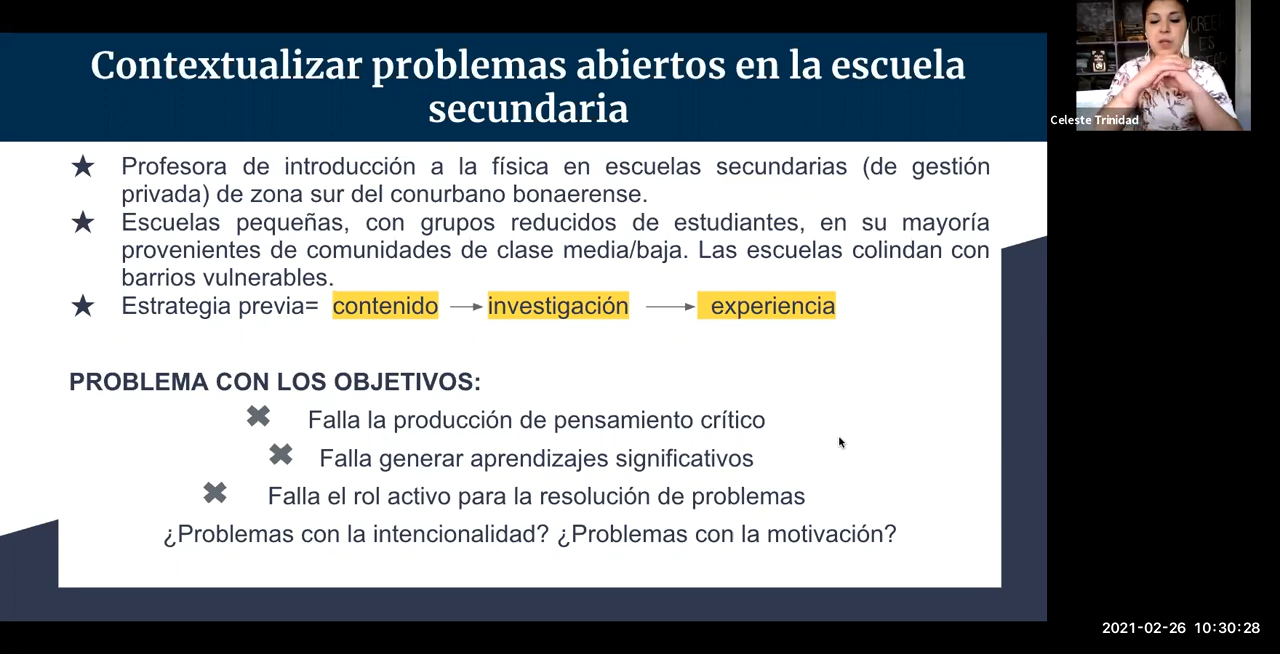 Contextualizar problemas abiertos en la escuela
secundaria
Profesora de introducción a la física en escuelas secundarias (de gestión
privada) de zona sur del conurbano bonaerense.
Escuelas pequeñas, con grupos reducidos de estudiantes, en su mayoría
provenientes de comunidades de clase media/baja. Las escuelas colindan con
barrios vulnerables.
Estrategia previa= contenido → investigación → experiencia
PROBLEMA CON LOS OBJETIVOS:
✖ Falla la producción de pensamiento crítico
✖ Falla generar aprendizajes significativos
✖ Falla el rol activo para la resolución de problemas
¿Problemas con la intencionalidad? ¿Problemas con la motivación?
CREE
ES
Celeste Trinidad
2021-02-26 10:30:28